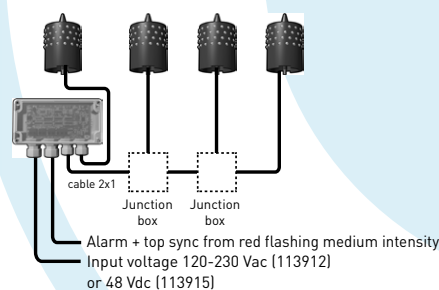 cable 2x1
Junction
box
Junction
box
Alarm + top sync from red flashing medium intensity
Input voltage 120-230 Vac (113912)
or 48 Vdc (113915)